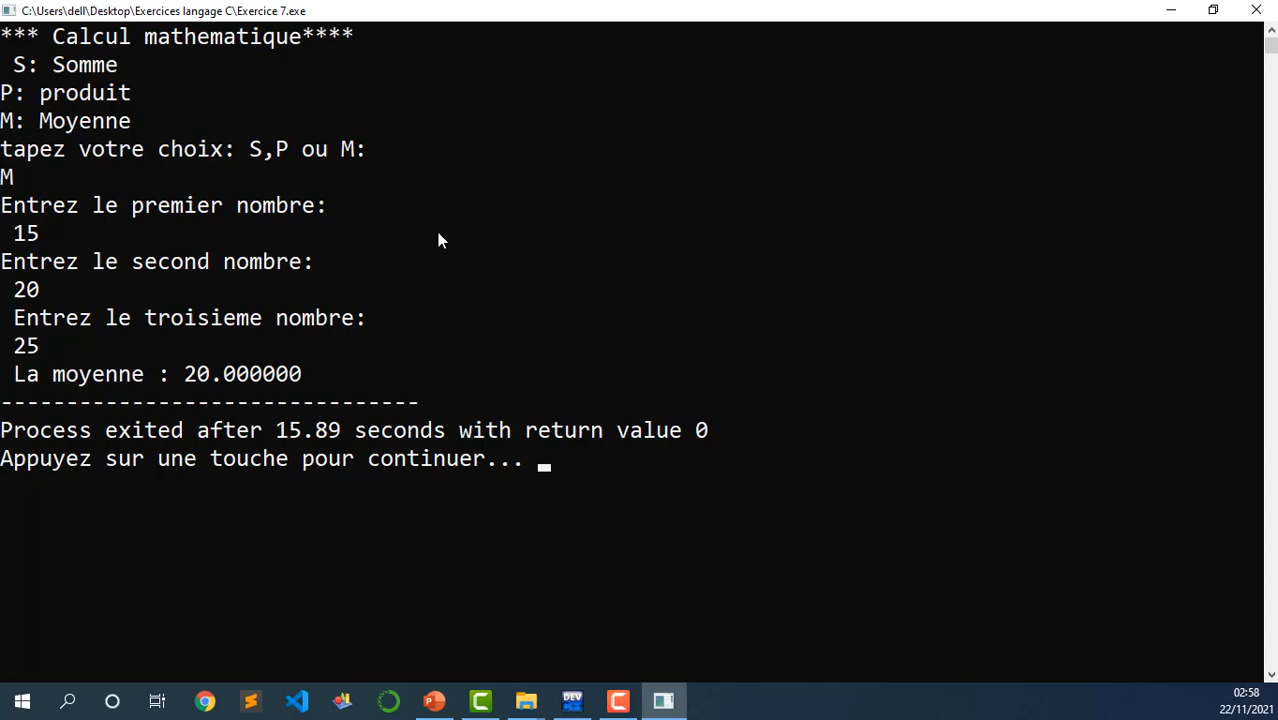 C:\Users\dell\Desktop\Exercices langage C\Exercice 7.exe
*** Calcul mathematique****
S: Somme
P: produit
M: Moyenne
tapez votre choix: S,P ou M:
M
Entrez le premier nombre:
15
Entrez le second nombre:
20
Entrez le troisieme nombre:
25
La moyenne : 20.000000
--------------------------------
Process exited after 15.89 seconds with return value 0
Appuyez sur une touche pour continuer...
DEV
02:58
22/11/2021